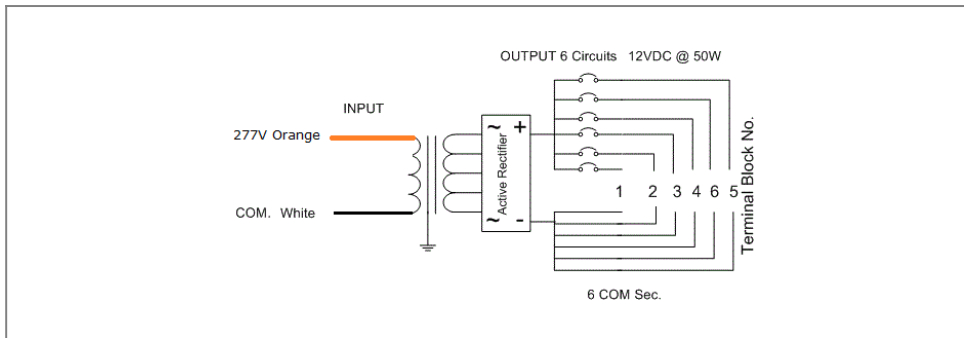 OUTPUT 6 Circuits 12VDC @ 50W
INPUT
277V Orange
COM. White
~ +
Active Rectifier
~ -
1 2 3 4 6 5
Terminal Block No.
6 COM Sec.